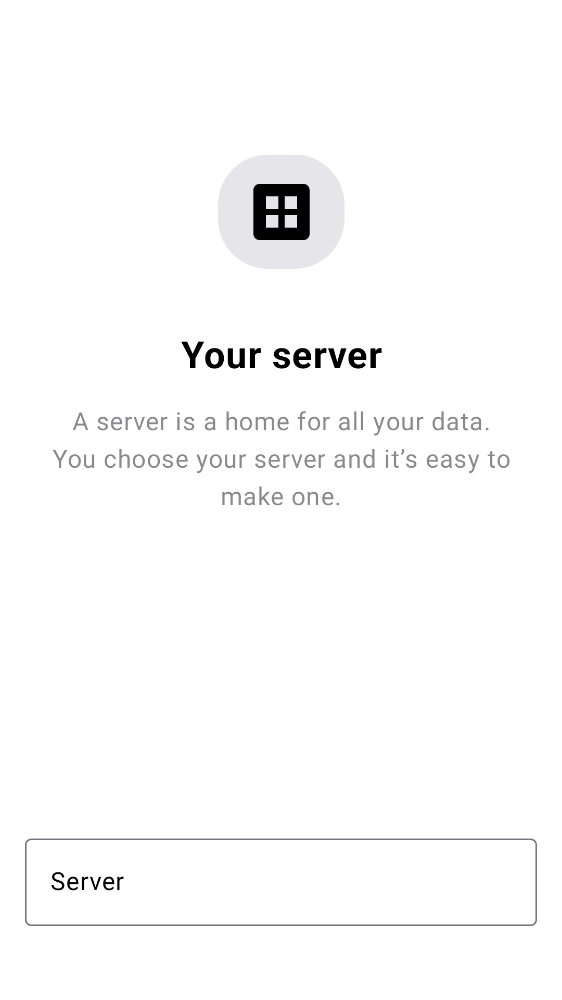 Your server
A server is a home for all your data.
You choose your server and it’s easy to
make one.
Server